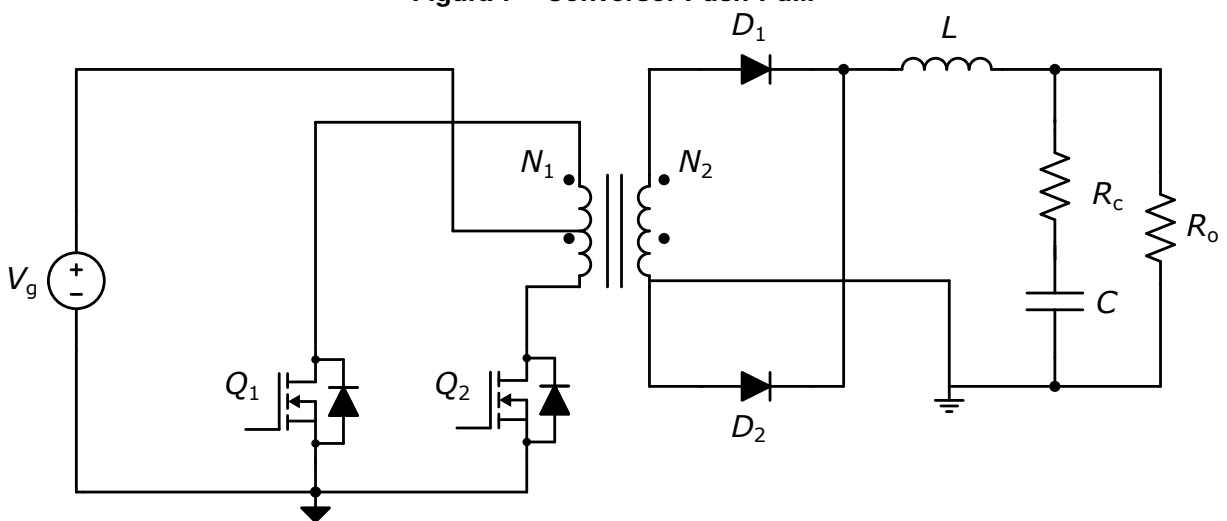 Figura 1 – Conversor Push-Pull.
D1
L
N1
N2
Rc
Ro
Vg
+
−
C
Q1
Q2
D2